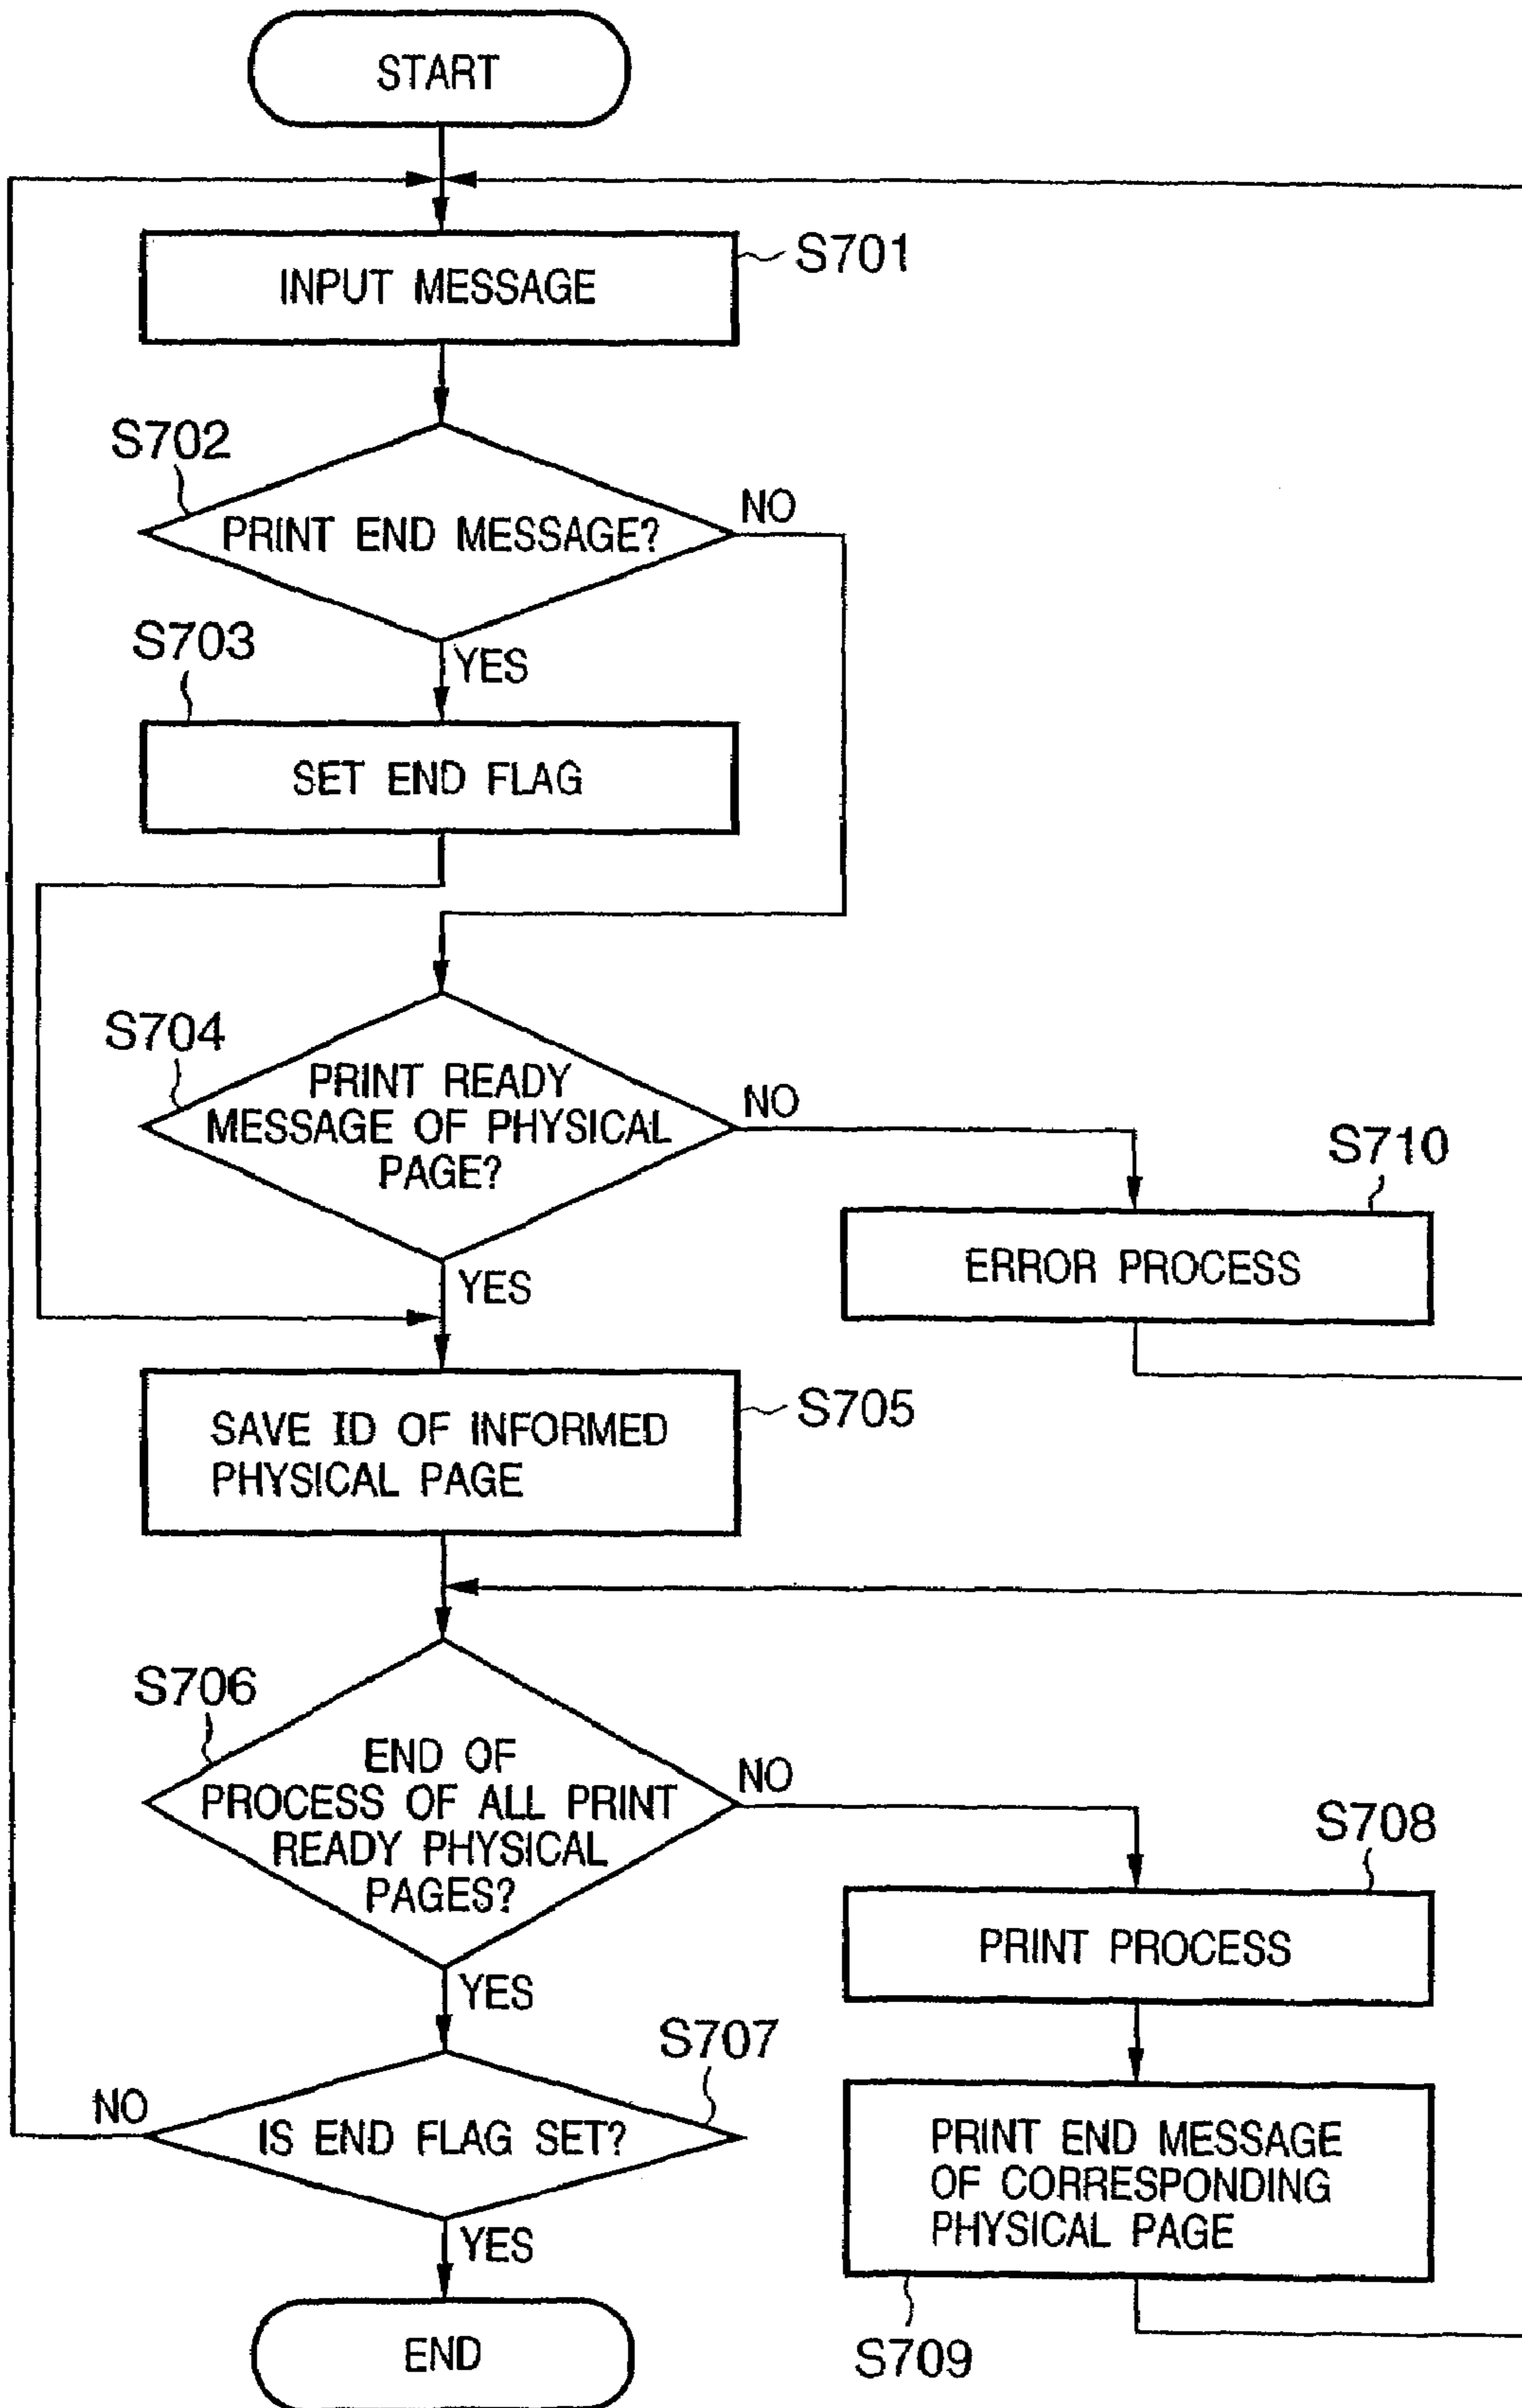 START
INPUT MESSAGE
S701
S702
PRINT END MESSAGE?
NO
YES
S703
SET END FLAG
S704
PRINT READY
MESSAGE OF PHYSICAL
PAGE?
NO
YES
S710
ERROR PROCESS
SAVE ID OF INFORMED
PHYSICAL PAGE
S705
S706
END OF
PROCESS OF ALL PRINT
READY PHYSICAL
PAGES?
NO
YES
S708
PRINT PROCESS
S707
IS END FLAG SET?
NO
YES
PRINT END MESSAGE
OF CORRESPONDING
PHYSICAL PAGE
S709
END